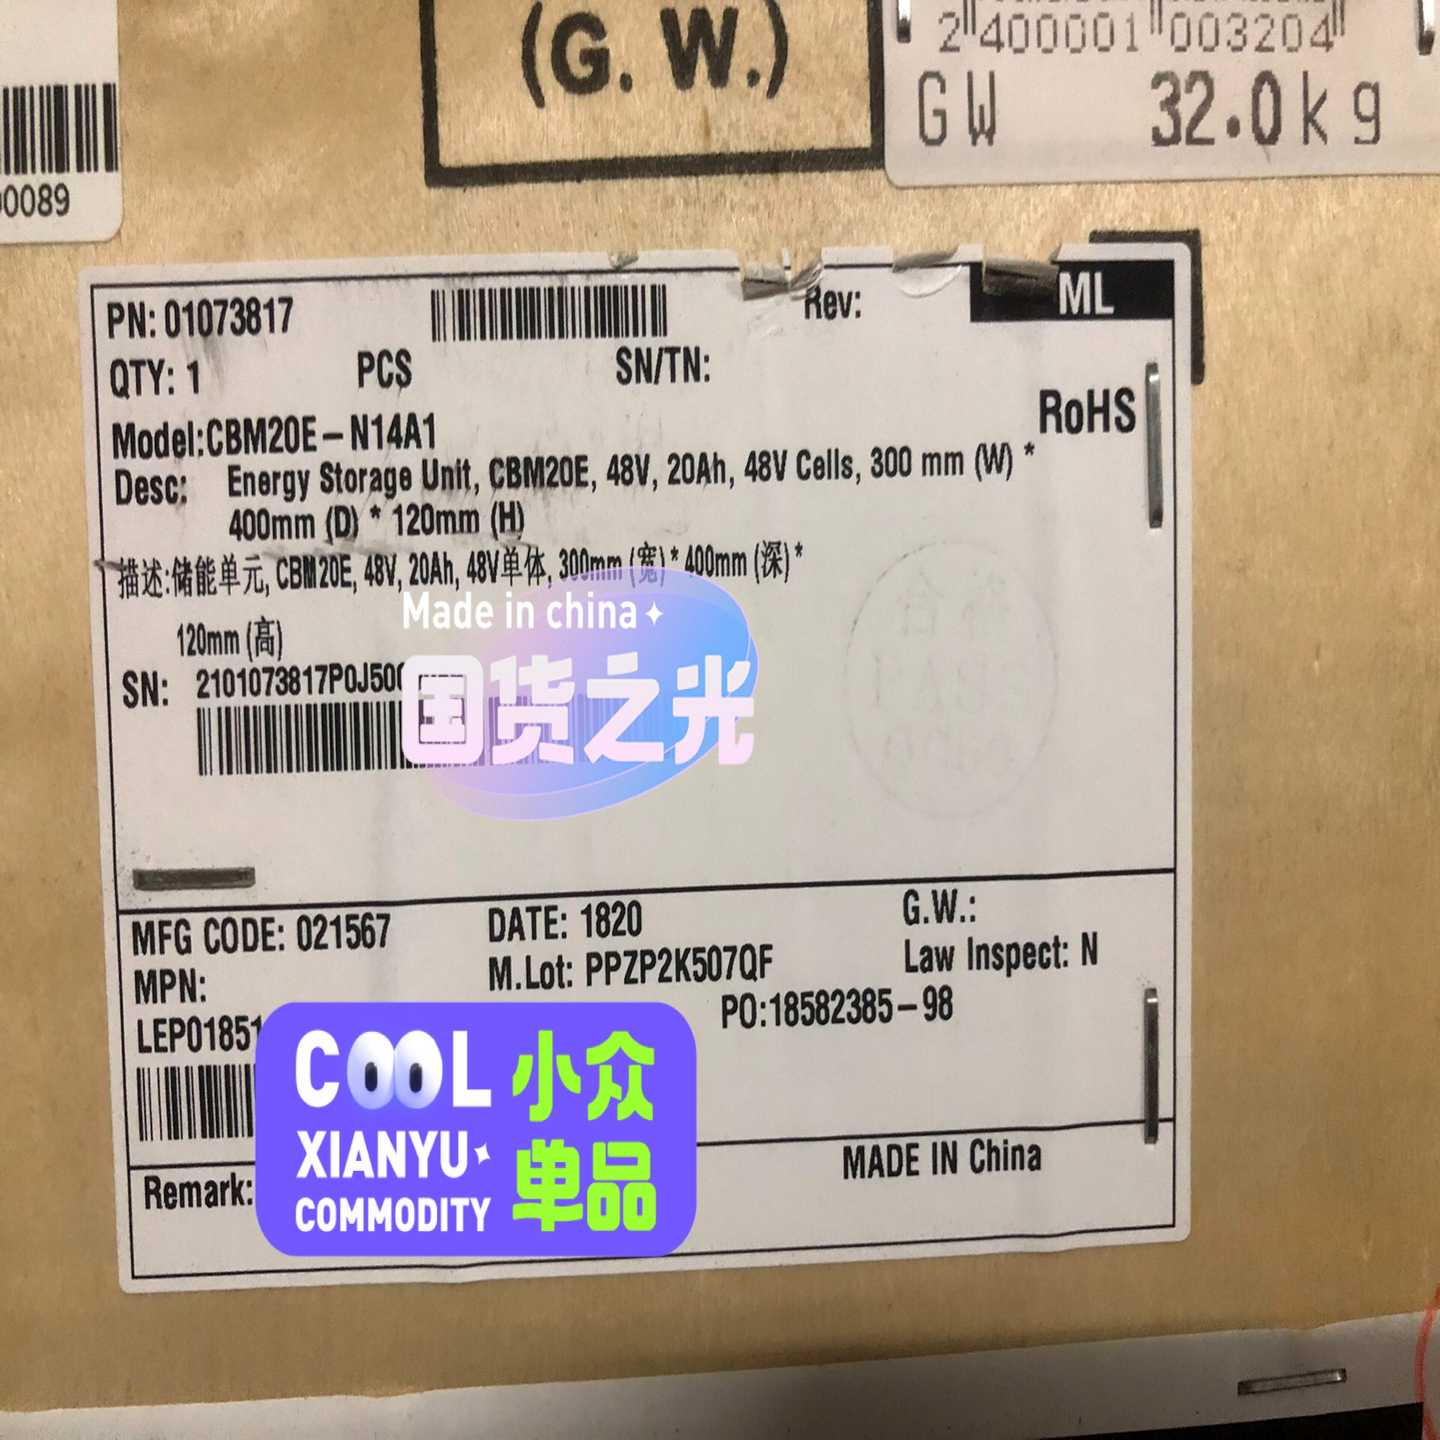 (G. W.)
2 400001 003204
GW 32.0kg
0089
PN: 01073817
Rev:
ML
QTY: 1 PCS
SN/TN:
RoHS
Model:CBM20E-N14A1
Desc: Energy Storage Unit, CBM20E, 48V, 20Ah, 48V Cells, 300 mm (W) *
400mm (D) * 120mm (H)
描述:储能单元, CBM20E, 48V, 20Ah, 48V单体, 300mm (宽)* 400mm (深)*
120mm (高)
Made in china
SN: 2101073817P0J50
国货之光
MFG CODE: 021567
DATE: 1820
G.W.:
MPN:
M.Lot: PPZP2K507QF
Law Inspect: N
LEP01851
PO:18582385-98
COOL 小众
XIANYU 单品
COMMODITY
Remark:
MADE IN China